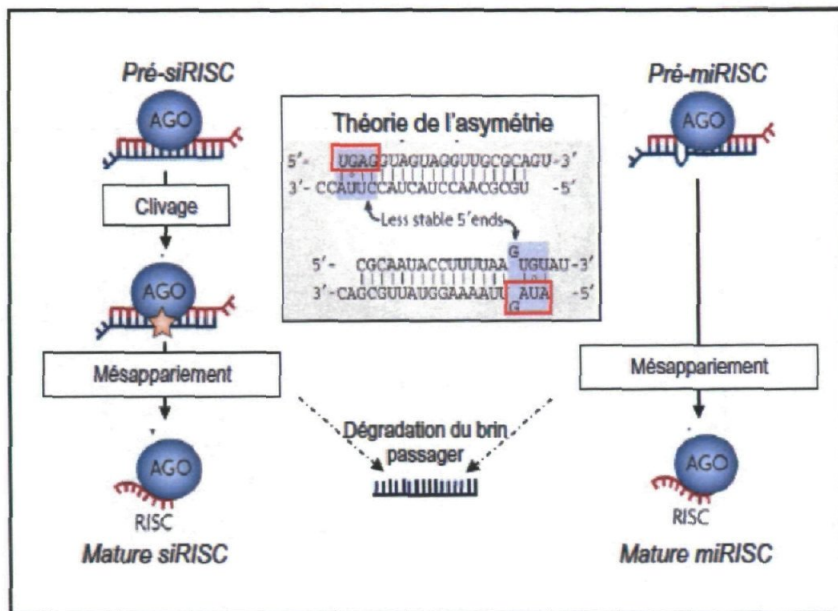 Pré-siRISC
Pré-miRISC
AGO
AGO
Théorie de l'asymétrie
5'- UGAGGUAGUAGGUUGCGCAGU-3'
3'- CCAUUCCAUCAUCCAACGCGU -5'
Less stable 5'ends
G
5'- CGCAAUACCUUUUAA UGUAU-3'
3'-CAGCGUUAUGGAAAAUU AUA -5'
G
Clivage
AGO
Mésappariement
Mésappariement
Dégradation du brin
passager
AGO
RISC
AGO
RISC
Mature siRISC
Mature miRISC